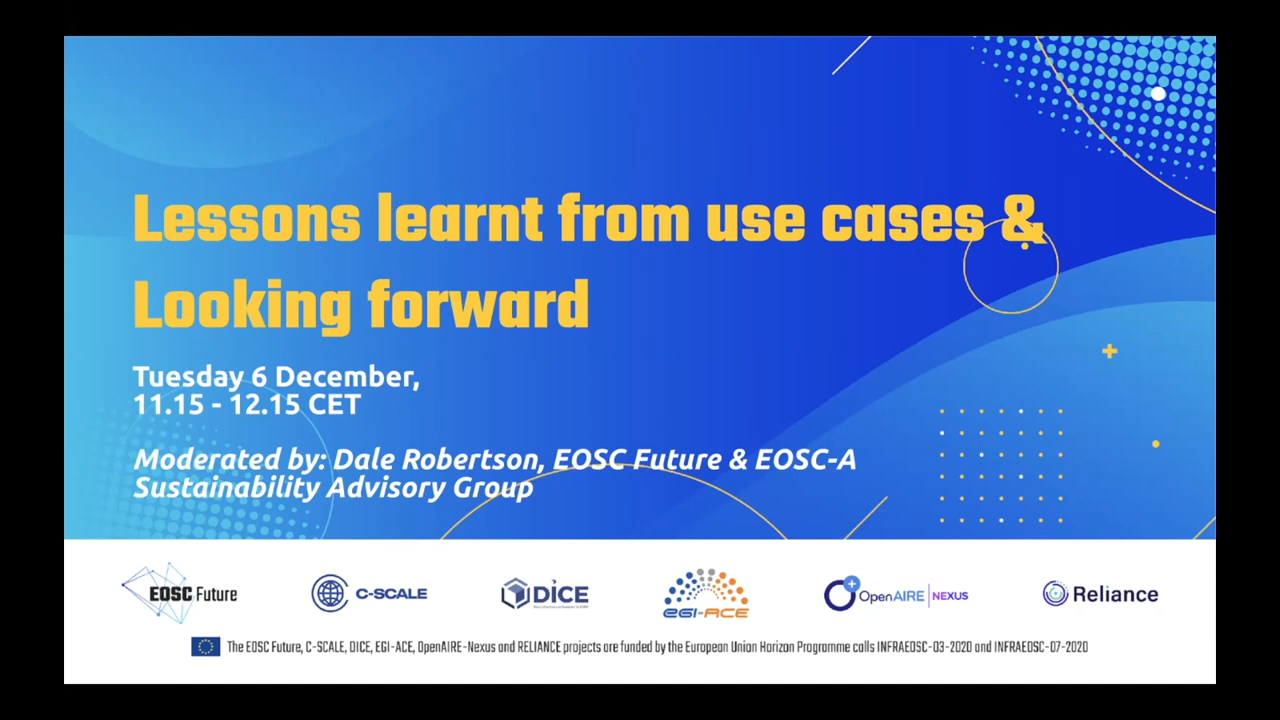 Lessons learnt from use cases &
Looking forward
Tuesday 6 December,
11.15 - 12.15 CET
Moderated by: Dale Robertson, EOSC Future & EOSC-A
Sustainability Advisory Group
EOSC Future
C-SCALE
DICE
EGI-ACE
OpenAIRE NEXUS
Reliance
The EOSC Future, C-SCALE, DICE, EGI-ACE, OpenAIRE-Nexus and RELIANCE projects are funded by the European Union Horizon Programme calls INFRAEOSC-03-2020 and INFRAEOSC-07-2020